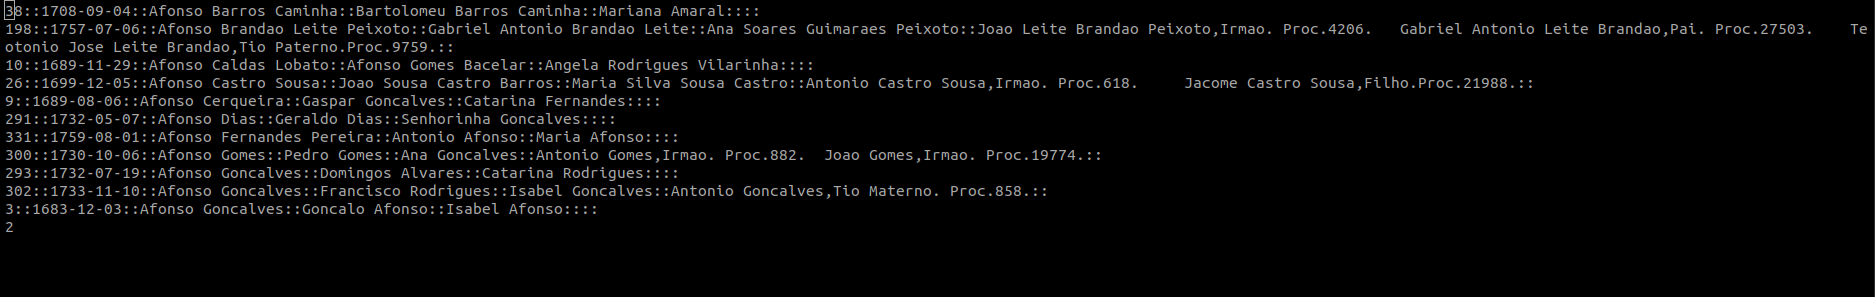 38::1708-09-04::Afonso Barros Caminha::Bartolomeu Barros Caminha::Mariana Amaral::::
198::1757-07-06::Afonso Brandao Leite Peixoto::Gabriel Antonio Brandao Leite::Ana Soares Guimaraes Peixoto::Joao Leite Brandao Peixoto,Irmao. Proc.4206.   Gabriel Antonio Leite Brandao,Pai. Proc.27503.    Te
otonio Jose Leite Brandao,Tio Paterno.Proc.9759.::
10::1689-11-29::Afonso Caldas Lobato::Afonso Gomes Bacelar::Angela Rodrigues Vilarinha::::
26::1699-12-05::Afonso Castro Sousa::Joao Sousa Castro Barros::Maria Silva Sousa Castro::Antonio Castro Sousa,Irmao. Proc.618.     Jacome Castro Sousa,Filho.Proc.21988.::
9::1689-08-06::Afonso Cerqueira::Gaspar Goncalves::Catarina Fernandes::::
291::1732-05-07::Afonso Dias::Geraldo Dias::Senhorinha Goncalves::::
331::1759-08-01::Afonso Fernandes Pereira::Antonio Afonso::Maria Afonso::::
300::1730-10-06::Afonso Gomes::Pedro Gomes::Ana Goncalves::Antonio Gomes,Irmao. Proc.882.  Joao Gomes,Irmao. Proc.19774.::
293::1732-07-19::Afonso Goncalves::Domingos Alvares::Catarina Rodrigues::::
302::1733-11-10::Afonso Goncalves::Francisco Rodrigues::Isabel Goncalves::Antonio Goncalves,Tio Materno. Proc.858.::
3::1683-12-03::Afonso Goncalves::Goncalo Afonso::Isabel Afonso::::
2